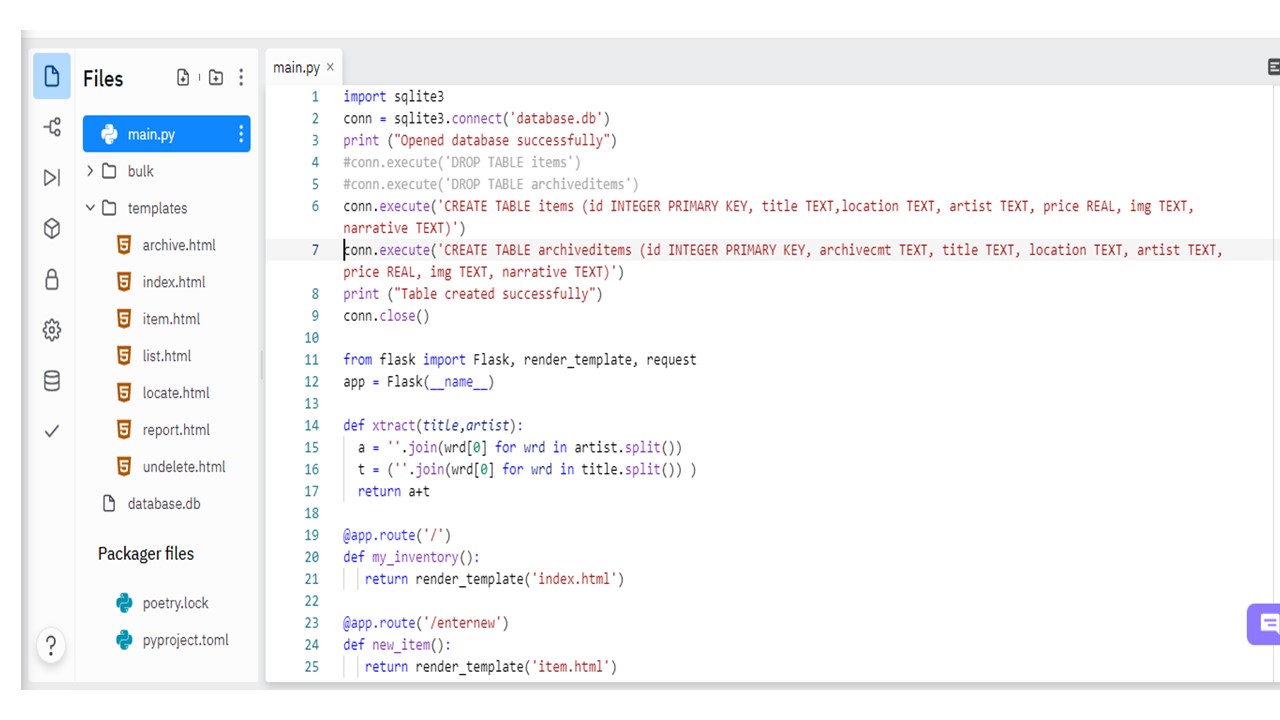 Files
main.py
bulk
templates
archive.html
index.html
item.html
list.html
locate.html
report.html
undelete.html
database.db
Packager files
poetry.lock
pyproject.toml
?
main.py ×
1 import sqlite3
2 conn = sqlite3.connect('database.db')
3 print ("Opened database successfully")
4 #conn.execute('DROP TABLE items')
5 #conn.execute('DROP TABLE archiveditems')
6 conn.execute('CREATE TABLE items (id INTEGER PRIMARY KEY, title TEXT,location TEXT, artist TEXT, price REAL, img TEXT,
narrative TEXT)')
7 conn.execute('CREATE TABLE archiveditems (id INTEGER PRIMARY KEY, archivecmt TEXT, title TEXT, location TEXT, artist TEXT,
price REAL, img TEXT, narrative TEXT)')
8 print ("Table created successfully")
9 conn.close()
10
11 from flask import Flask, render_template, request
12 app = Flask(__name__)
13
14 def xtract(title,artist):
15 a = ''.join(wrd[0] for wrd in artist.split())
16 t = (''.join(wrd[0] for wrd in title.split()) )
17 return a+t
18
19 @app.route('/')
20 def my_inventory():
21 return render_template('index.html')
22
23 @app.route('/enternew')
24 def new_item():
25 return render_template('item.html')